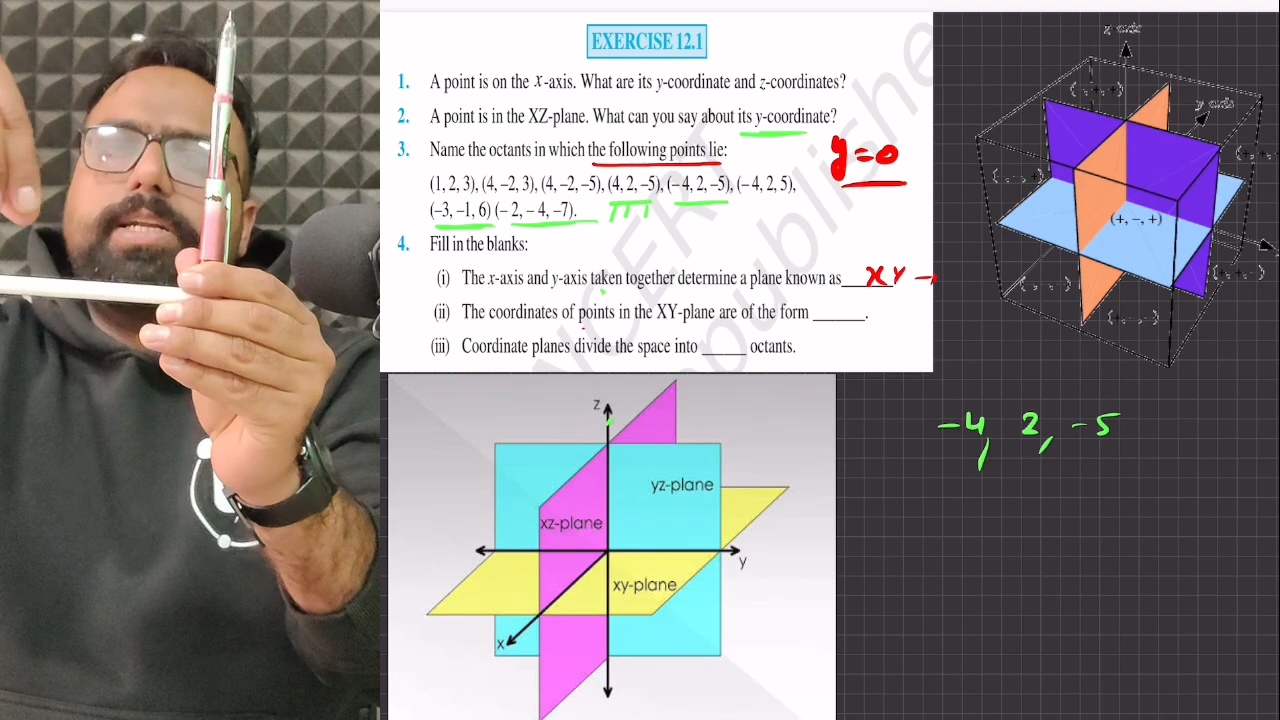 EXERCISE 12.1
1. A point is on the x-axis. What are its y-coordinate and z-coordinates?
2. A point is in the XZ-plane. What can you say about its y-coordinate?
3. Name the octants in which the following points lie:
(1, 2, 3), (4, –2, 3), (4, –2, –5), (4, 2, –5), (– 4, 2, –5), (– 4, 2, 5),
(–3, –1, 6) (– 2, – 4, –7).
y=0
4. Fill in the blanks:
(i) The x-axis and y-axis taken together determine a plane known as______ XY -
(ii) The coordinates of points in the XY-plane are of the form _______.
(iii) Coordinate planes divide the space into ______ octants.
z axis
y axis
(+, –, +)
-4, 2, -5
z
yz-plane
xz-plane
y
xy-plane
x